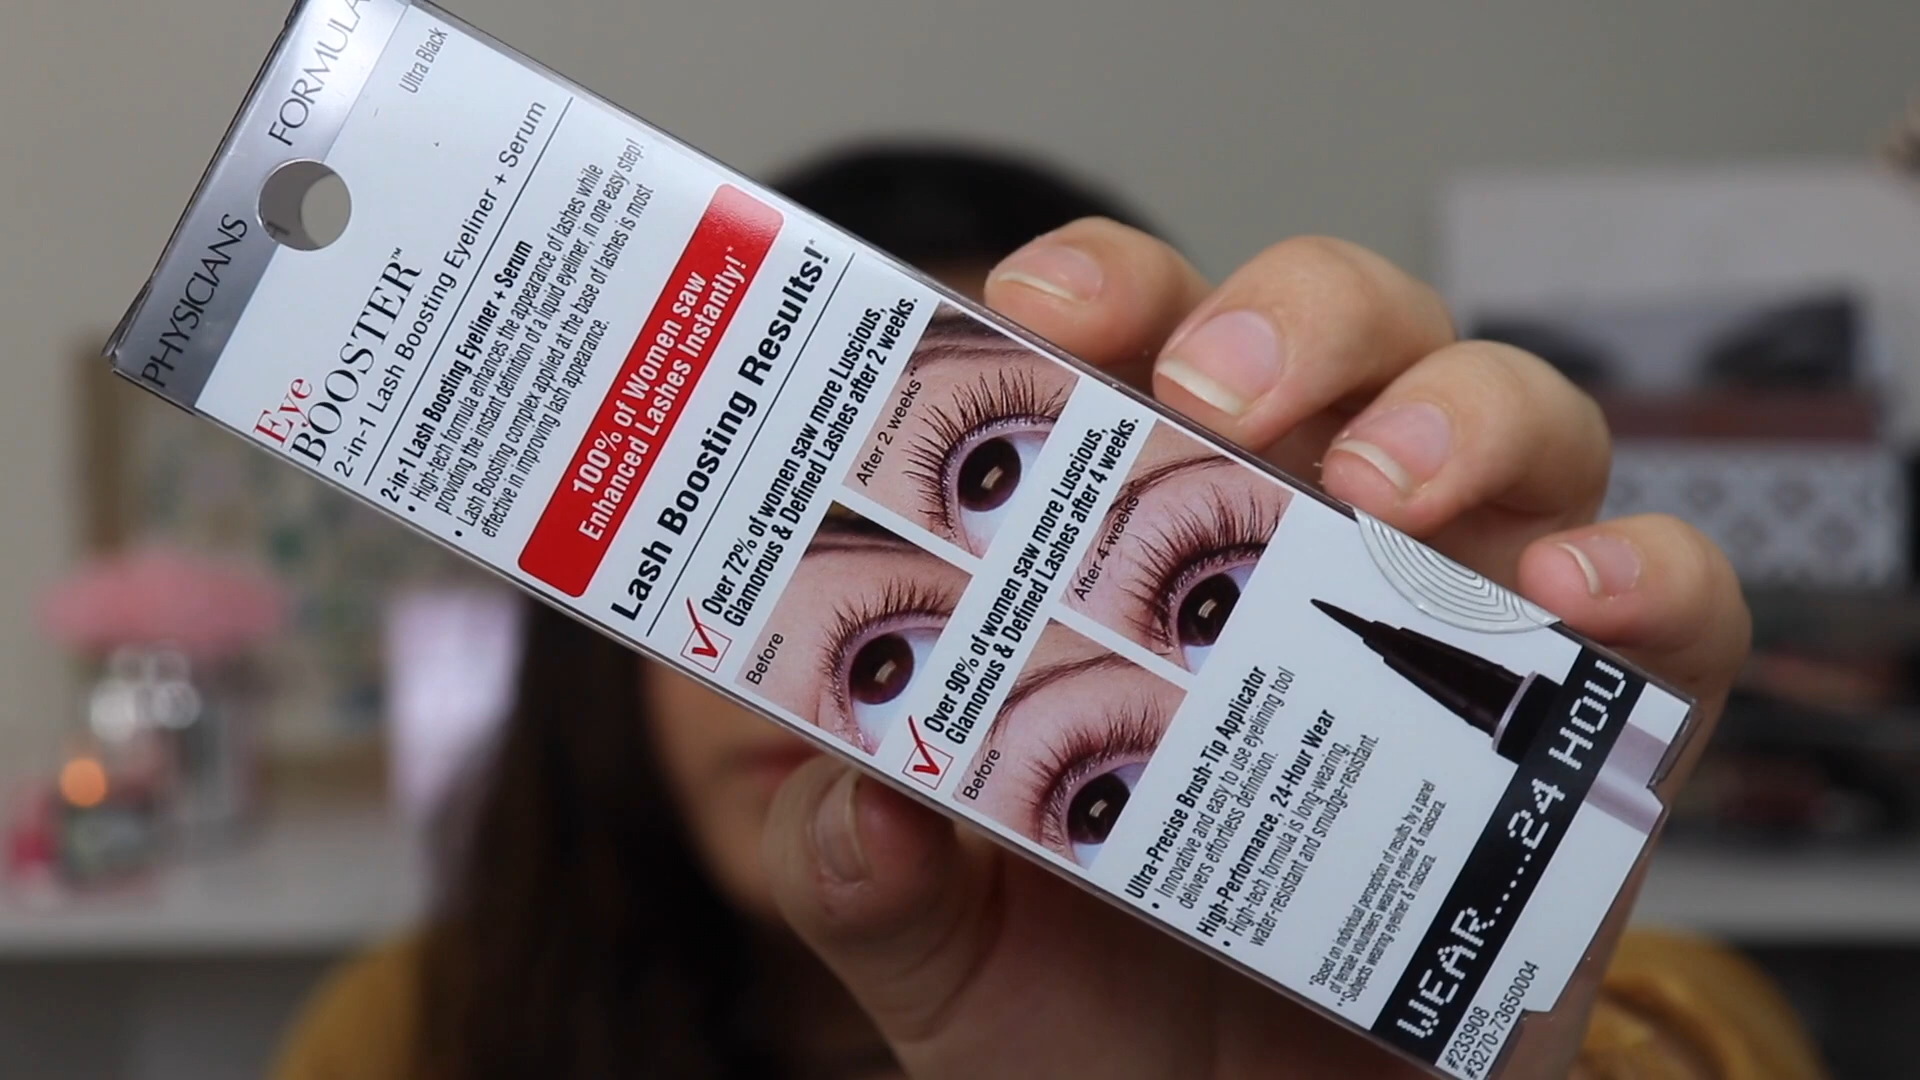 PHYSICIANS FORMULA
Ultra Black
Eye
BOOSTER™
2-in-1 Lash Boosting Eyeliner + Serum
2-in-1 Lash Boosting Eyeliner + Serum
• High-tech formula enhances the appearance of lashes while
providing the instant definition of a liquid eyeliner, in one easy step!
• Lash Boosting complex applied at the base of lashes is most
effective in improving lash appearance.
100% of Women saw
Enhanced Lashes Instantly!*
Lash Boosting Results!*
Over 72% of women saw more Luscious,
Glamorous & Defined Lashes after 2 weeks.
Before
After 2 weeks**
Over 90% of women saw more Luscious,
Glamorous & Defined Lashes after 4 weeks.
Before
After 4 weeks**
Ultra-Precise Brush-Tip Applicator
• Innovative and easy to use eyelining tool
delivers effortless definition.
High-Performance, 24-Hour Wear
• High-tech formula is long-wearing,
water-resistant and smudge-resistant.
*Based on individual perception of results by a panel
of female volunteers wearing eyeliner & mascara.
**Subjects wearing eyeliner & mascara.
WEAR.....24 HOU
#233908
#3270-73650004